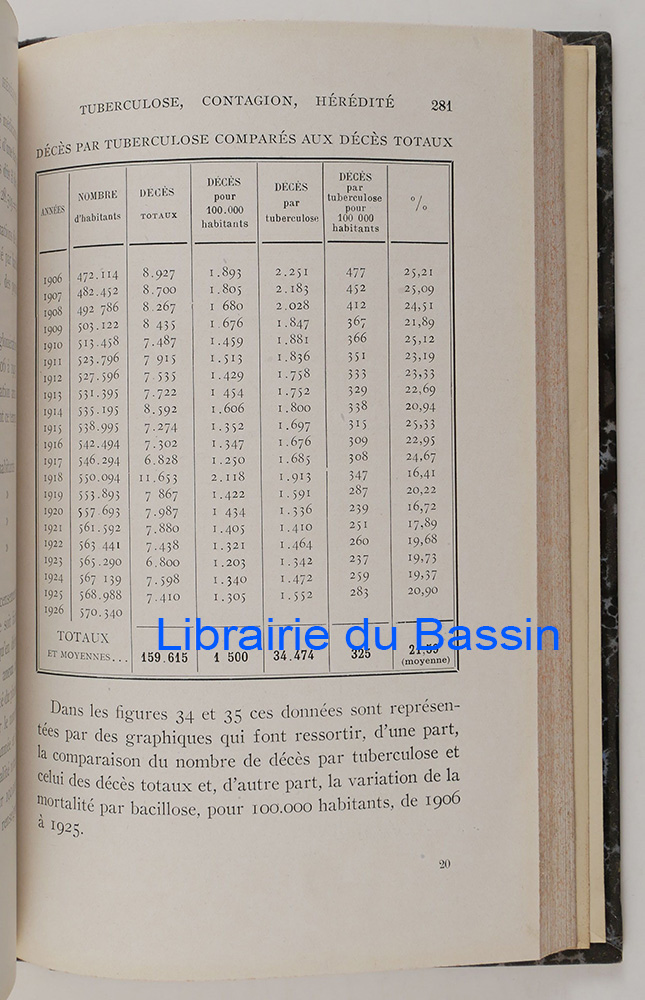 TUBERCULOSE, CONTAGION, HÉRÉDITÉ 281
DÉCÈS PAR TUBERCULOSE COMPARÉS AUX DÉCÈS TOTAUX
ANNÉES NOMBRE d'habitants DECÈS TOTAUX DÉCÈS pour 100.000 habitants DÉCÈS par tuberculose DÉCÈS par tuberculose pour 100 000 habitants %
1906 472.114 8.927 1.893 2.251 477 25,21
1907 482.452 8.700 1.805 2.183 452 25,09
1908 492 786 8.267 1 680 2.028 412 24,51
1909 503.122 8 435 1.676 1.847 367 21,89
1910 513.458 7.487 1.459 1.881 366 25,12
1911 523.796 7 915 1.513 1.836 351 23,19
1912 527.596 7 535 1.429 1.758 333 23,33
1913 531.395 7.722 1 454 1.752 329 22,69
1914 535.195 8.592 1.606 1.800 338 20,94
1915 538.995 7.274 1.352 1.697 315 25,33
1916 542.494 7.302 1.347 1.676 309 22,95
1917 546.294 6.828 1.250 1.685 308 24,67
1918 550.094 11.653 2.118 1.913 347 16,41
1919 553.893 7 867 1.422 1.591 287 20,22
1920 557.693 7.987 1 434 1.336 239 16,72
1921 561.592 7.880 1.405 1.410 251 17,89
1922 563 441 7.438 1.321 1.464 260 19,68
1923 565.290 6.800 1.203 1.342 237 19,73
1924 567 139 7.598 1.340 1.472 259 19,37
1925 568.988 7.410 1.305 1.552 283 20,90
1926 570.340
TOTAUX
ET MOYENNES... 159.615 1 500 34.474 325
(moyenne)
Librairie du Bassin
Dans les figures 34 et 35 ces données sont représen-
tées par des graphiques qui font ressortir, d'une part,
la comparaison du nombre de décès par tuberculose et
celui des décès totaux et, d'autre part, la variation de la
mortalité par bacillose, pour 100.000 habitants, de 1906
à 1925.
20